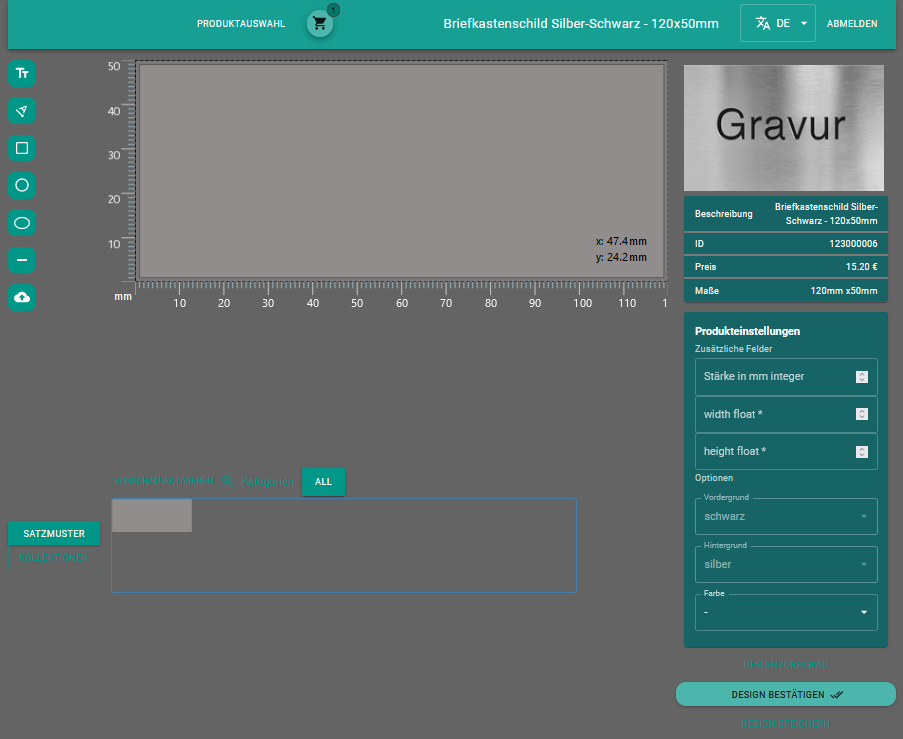 PRODUKTAUSWAHL
1
Briefkastenschild Silber-Schwarz - 120x50mm
DE
ABMELDEN
Tт
50
40
30
20
10
x: 47.4mm
y: 24.2mm
mm
10 20 30 40 50 60 70 80 90 100 110 1
Gravur
Beschreibung
Briefkastenschild Silber-
Schwarz - 120x50mm
ID 123000006
Preis 15.20 €
Maße 120mm x50mm
Produkteinstellungen
Zusätzliche Felder
Stärke in mm integer
width float *
height float *
Optionen
Vordergrund
schwarz
Hintergrund
silber
Farbe
-
VORSCHAU AKTIVIEREN
Kategorien
ALL
SATZMUSTER
KOLLEKTIONEN
DESIGNVORSCHAU
DESIGN BESTÄTIGEN
DESIGN SPEICHERN